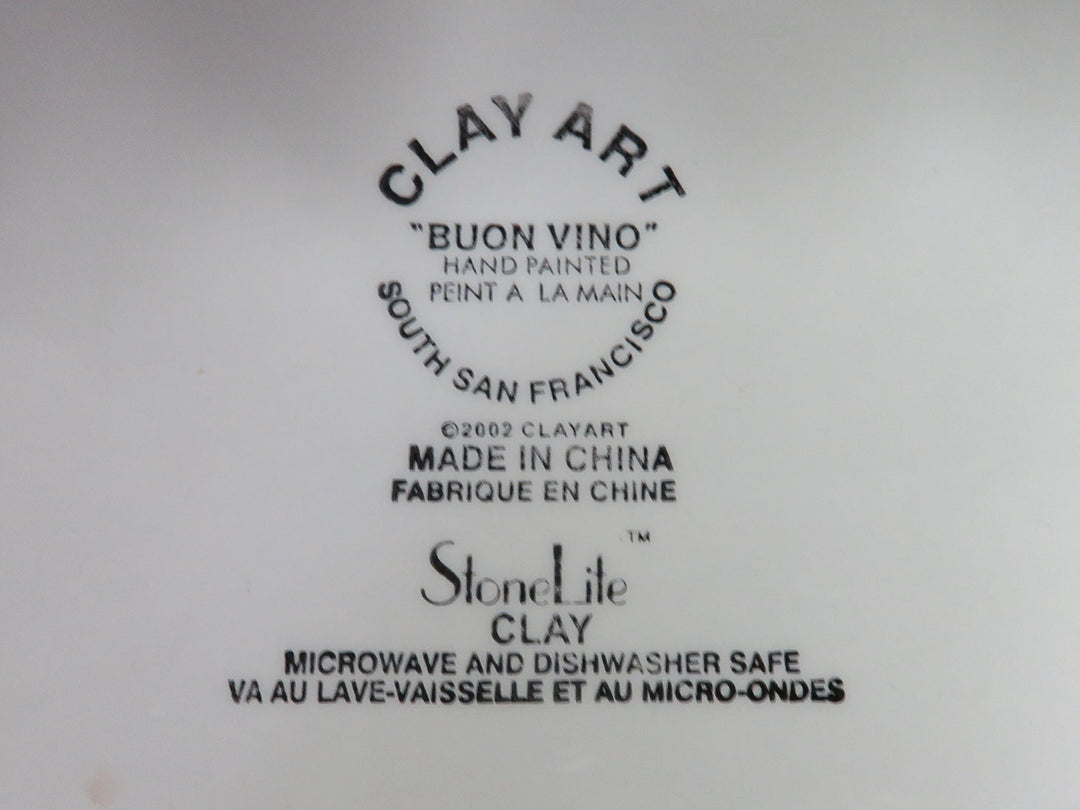 CLAY ART
"BUON VINO"
HAND PAINTED
PEINT A LA MAIN
SOUTH SAN FRANCISCO
©2002 CLAYART
MADE IN CHINA
FABRIQUE EN CHINE
StoneLite™
CLAY
MICROWAVE AND DISHWASHER SAFE
VA AU LAVE-VAISSELLE ET AU MICRO-ONDES